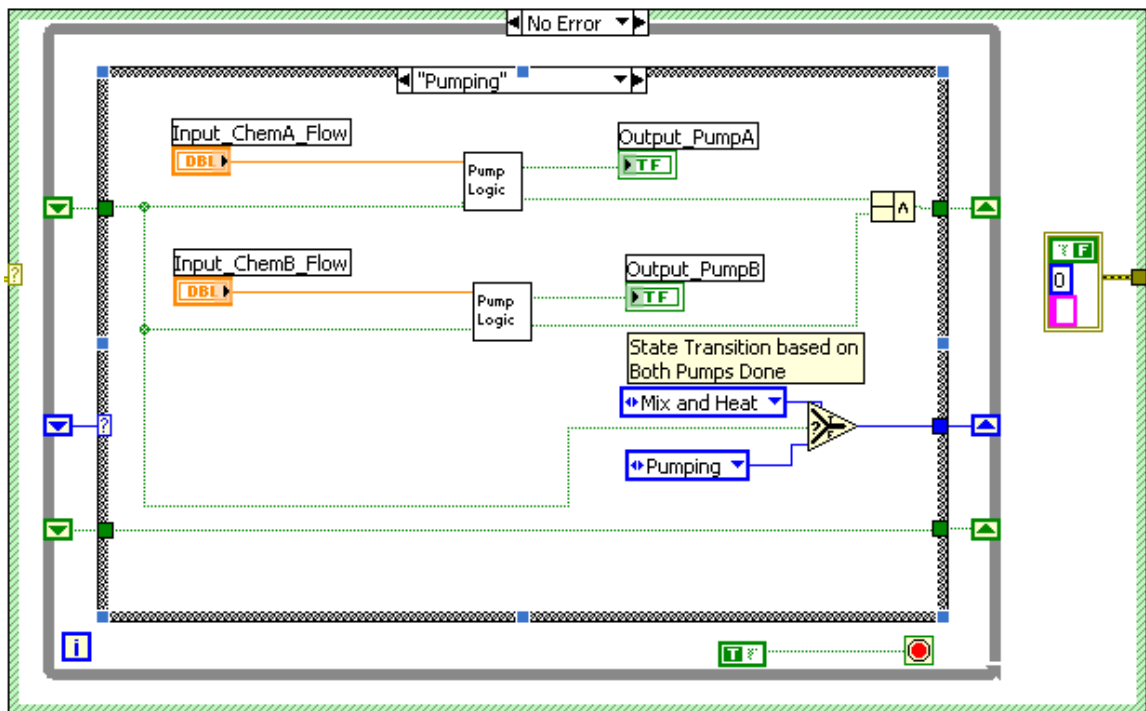 No Error
"Pumping"
Input_ChemA_Flow
DBL
Pump
Logic
Output_PumpA
TF
Input_ChemB_Flow
DBL
Pump
Logic
Output_PumpB
TF
State Transition based on
Both Pumps Done
Mix and Heat
Pumping
?
?
?
T
F
A
F
0
i
T